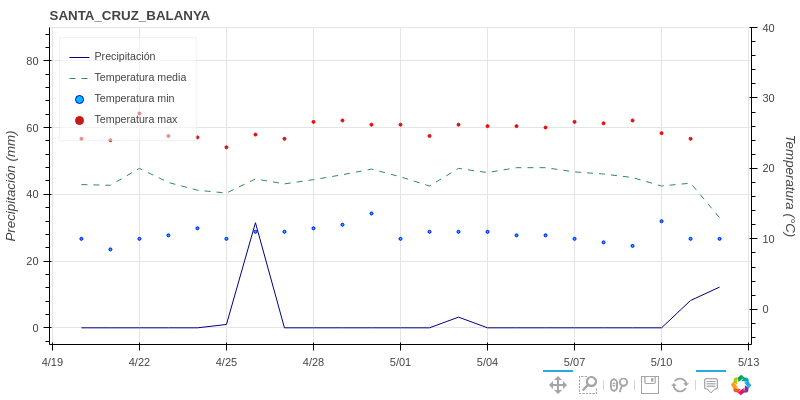 SANTA_CRUZ_BALANYA
Precipitación
Temperatura media
Temperatura min
Temperatura max
Precipitación (mm)
80
60
40
20
0
Temperatura (°C)
40
30
20
10
0
4/19 4/22 4/25 4/28 5/01 5/04 5/07 5/10 5/13